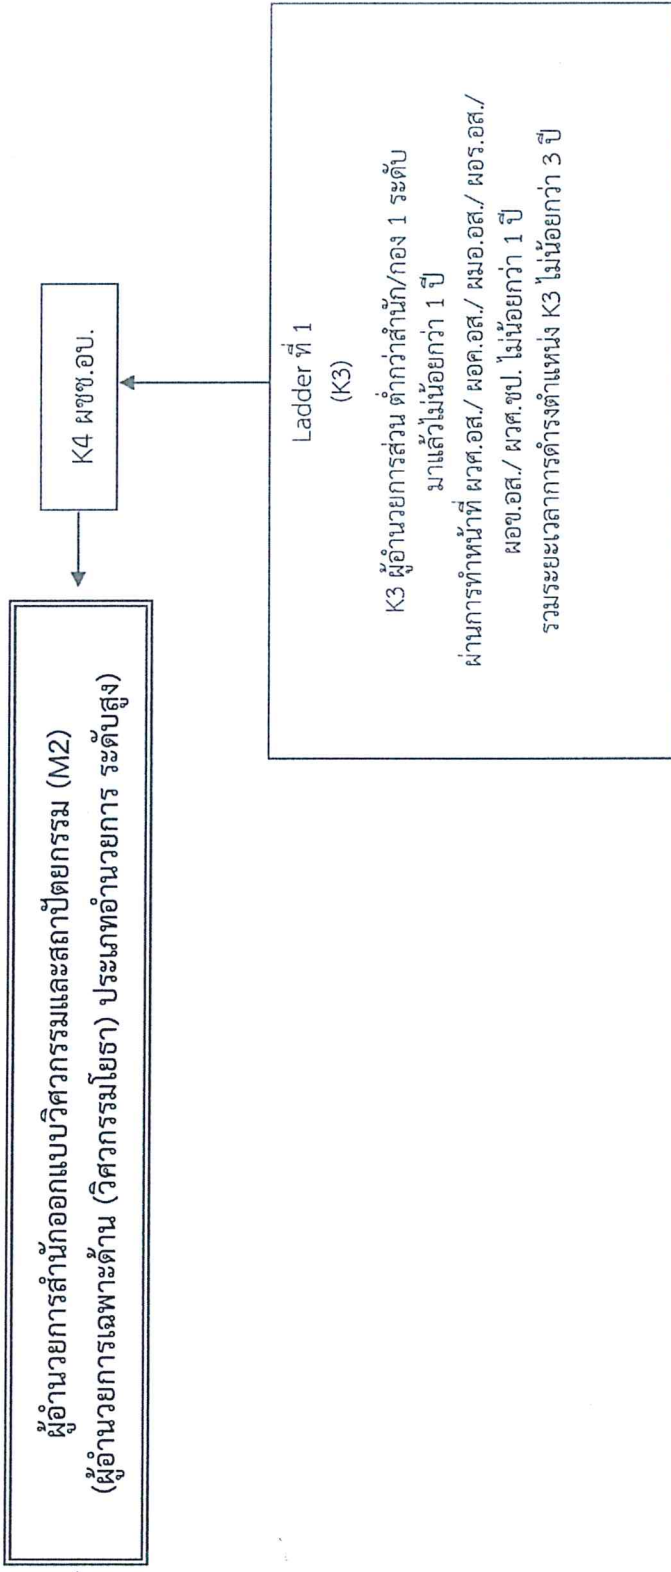 ผู้อำนวยการสำนักออกแบบวิศวกรรมและสถาปัตยกรรม (M2)
(ผู้อำนวยการเฉพาะด้าน (วิศวกรรมโยธา) ประเภทอำนวยการ ระดับสูง)
K4 ผชช.อบ.
Ladder ที่ 1
(K3)
K3 ผู้อำนวยการส่วน ต่ำกว่าสำนัก/กอง 1 ระดับ
มาแล้วไม่น้อยกว่า 1 ปี
ผ่านการทำหน้าที่ ผวศ.อส./ ผอค.อส./ ผมอ.อส./ ผอร.อส./
ผอข.อส./ ผวศ.ชป. ไม่น้อยกว่า 1 ปี
รวมระยะเวลาการดำรงตำแหน่ง K3 ไม่น้อยกว่า 3 ปี